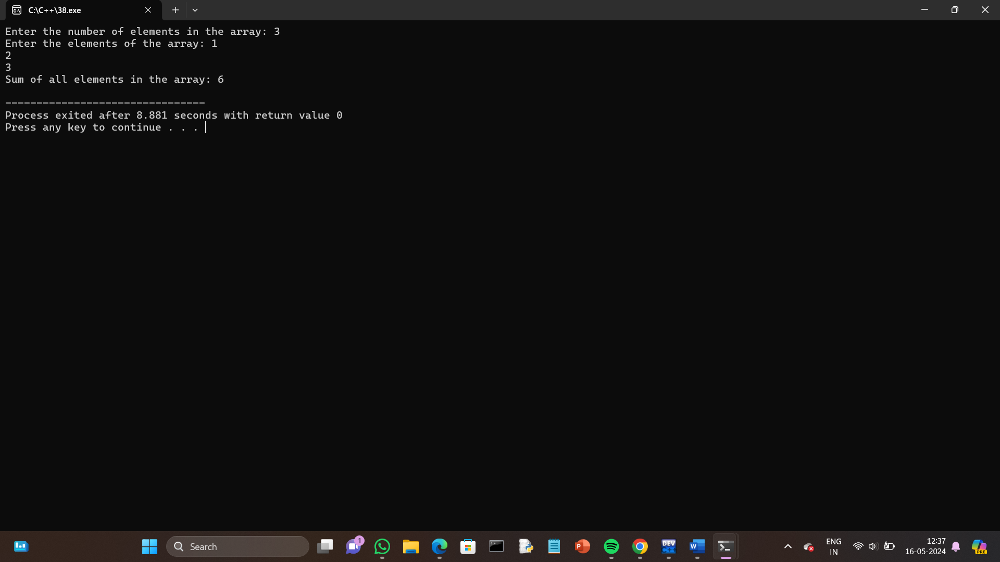 C:\C++\38.exe
Enter the number of elements in the array: 3
Enter the elements of the array: 1
2
3
Sum of all elements in the array: 6
--------------------------------
Process exited after 8.881 seconds with return value 0
Press any key to continue . . .
Search
1
P
DEV
W
ENG
IN
12:37
16-05-2024
PRE